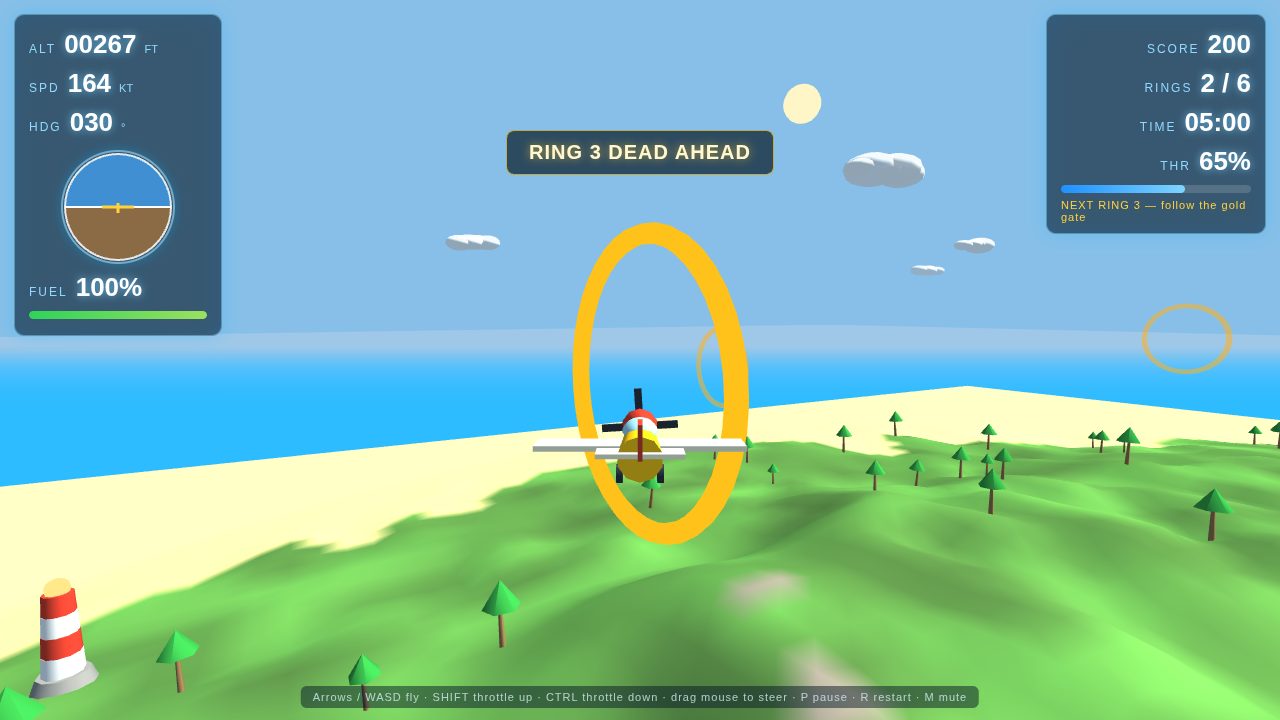 ALT 00267 FT
SPD 164 KT
HDG 030 °
FUEL 100%
RING 3 DEAD AHEAD
SCORE 200
RINGS 2 / 6
TIME 05:00
THR 65%
NEXT RING 3 — follow the gold
gate
Arrows / WASD fly · SHIFT throttle up · CTRL throttle down · drag mouse to steer · P pause · R restart · M mute